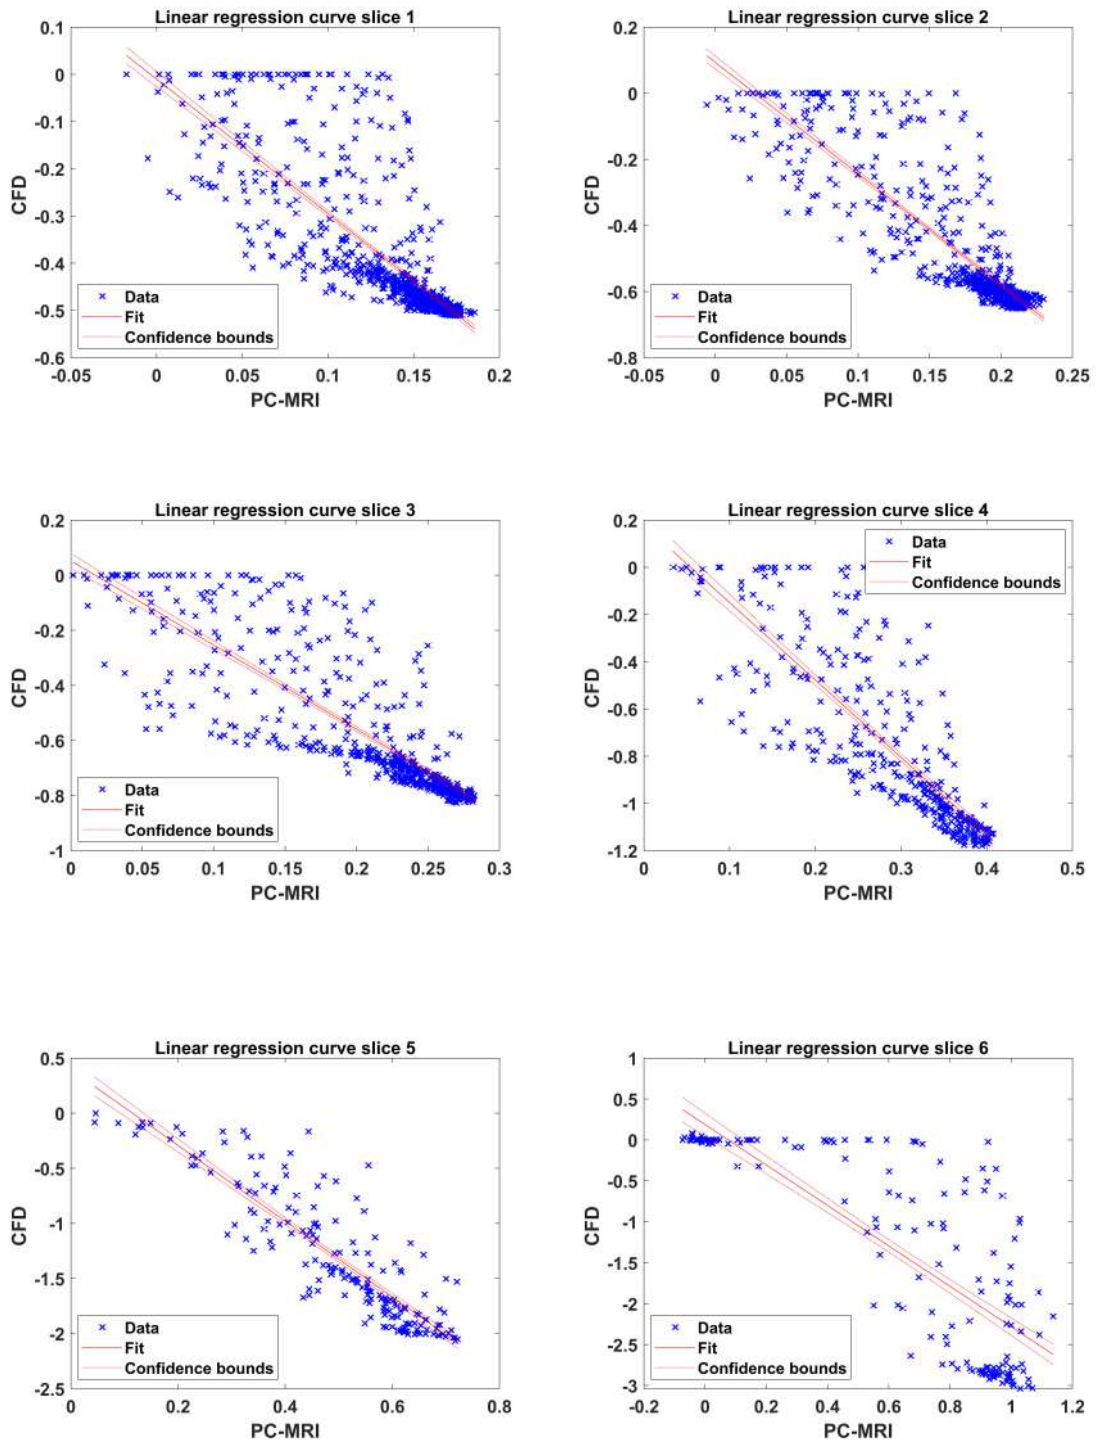 Linear regression curve slice 1
0.1
0
-0.1
-0.2
-0.3
-0.4
-0.5
-0.6
CFD
Data
Fit
Confidence bounds
-0.05
0
0.05
0.1
0.15
0.2
PC-MRI
Linear regression curve slice 2
0.2
0
-0.2
-0.4
-0.6
-0.8
CFD
Data
Fit
Confidence bounds
-0.05
0
0.05
0.1
0.15
0.2
0.25
PC-MRI
Linear regression curve slice 3
0.2
0
-0.2
-0.4
-0.6
-0.8
-1
CFD
Data
Fit
Confidence bounds
0
0.05
0.1
0.15
0.2
0.25
0.3
PC-MRI
Linear regression curve slice 4
0.2
0
-0.2
-0.4
-0.6
-0.8
-1
-1.2
CFD
Data
Fit
Confidence bounds
0
0.1
0.2
0.3
0.4
0.5
PC-MRI
Linear regression curve slice 5
0.5
0
-0.5
-1
-1.5
-2
-2.5
CFD
Data
Fit
Confidence bounds
0
0.2
0.4
0.6
0.8
PC-MRI
Linear regression curve slice 6
1
0.5
0
-0.5
-1
-1.5
-2
-2.5
-3
CFD
Data
Fit
Confidence bounds
-0.2
0
0.2
0.4
0.6
0.8
1
1.2
PC-MRI